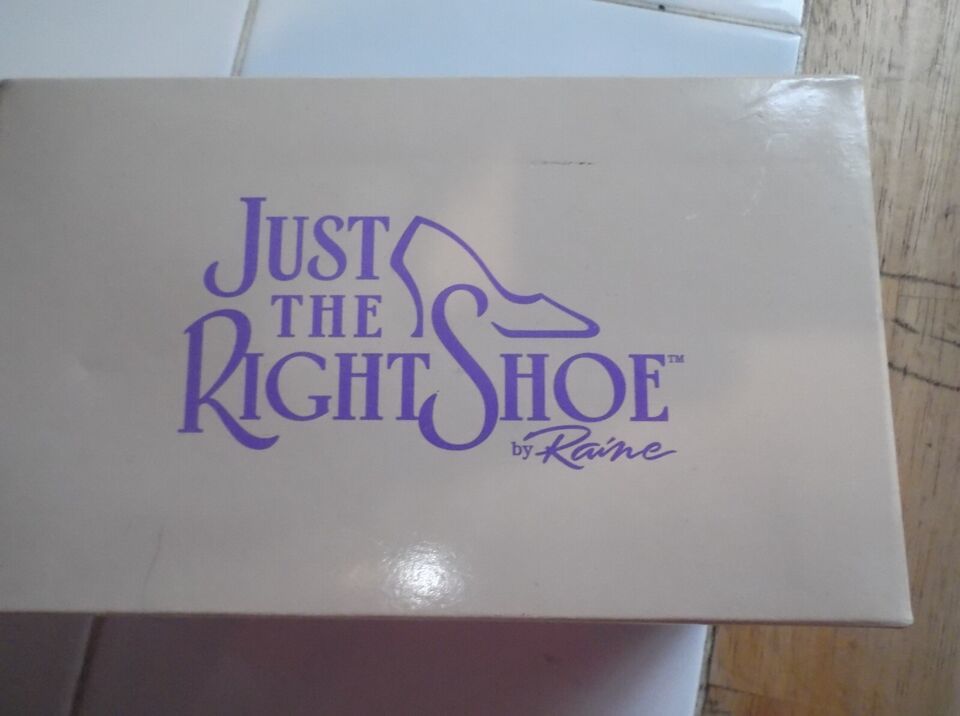 JUST
THE
RIGHT SHOE™
by Raine